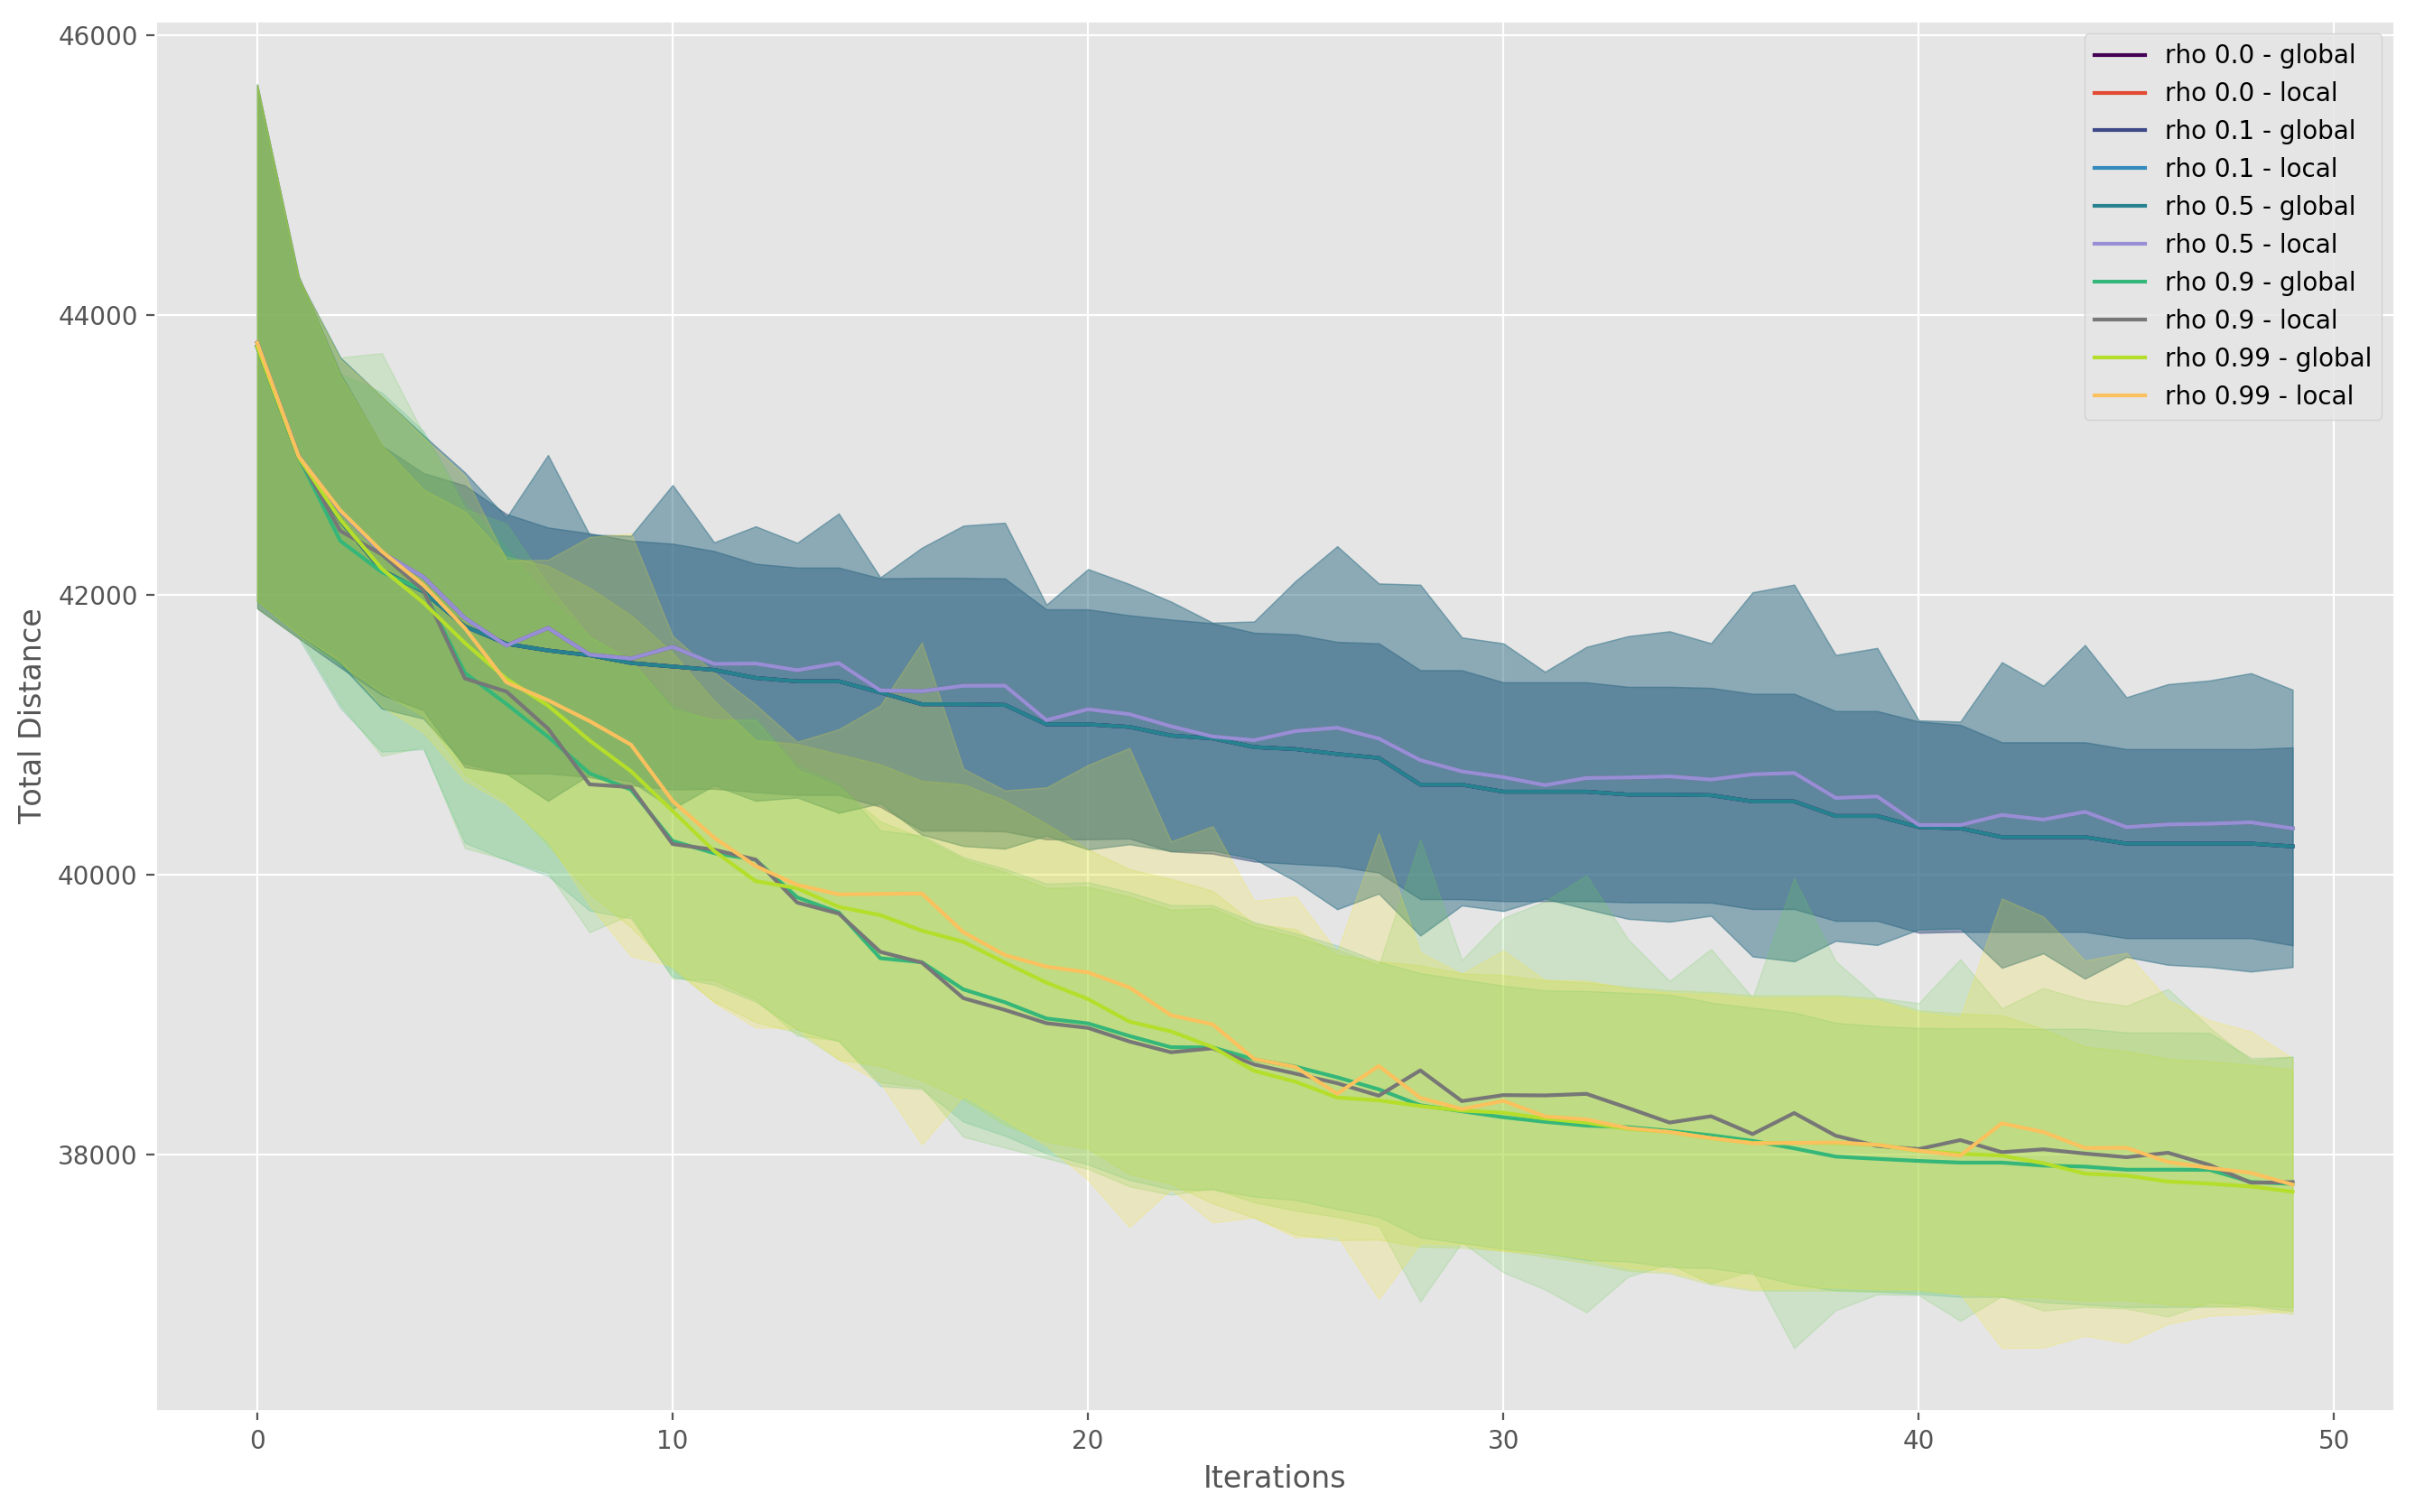 46000
44000
42000
40000
38000
Total Distance
0
10
20
30
40
50
Iterations
rho 0.0 - global
rho 0.0 - local
rho 0.1 - global
rho 0.1 - local
rho 0.5 - global
rho 0.5 - local
rho 0.9 - global
rho 0.9 - local
rho 0.99 - global
rho 0.99 - local